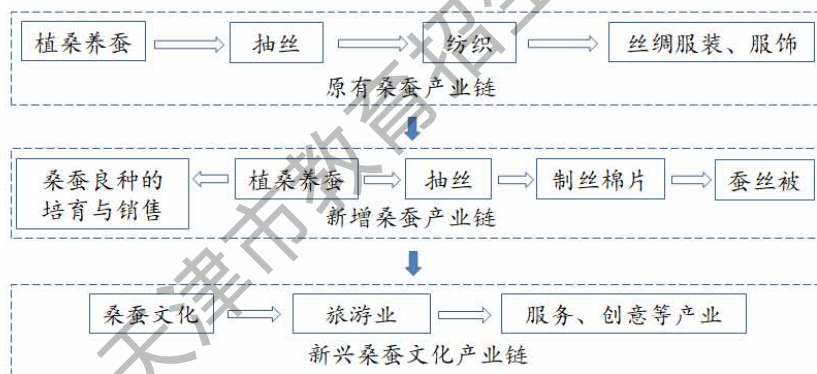 植桑养蚕 抽丝 纺织 丝绸服装、服饰
原有桑蚕产业链
桑蚕良种的 植桑养蚕 抽丝 制丝棉片 蚕丝被
培育与销售
新增桑蚕产业链
桑蚕文化 旅游业 服务、创意等产业
新兴桑蚕文化产业链
天津市教育招生